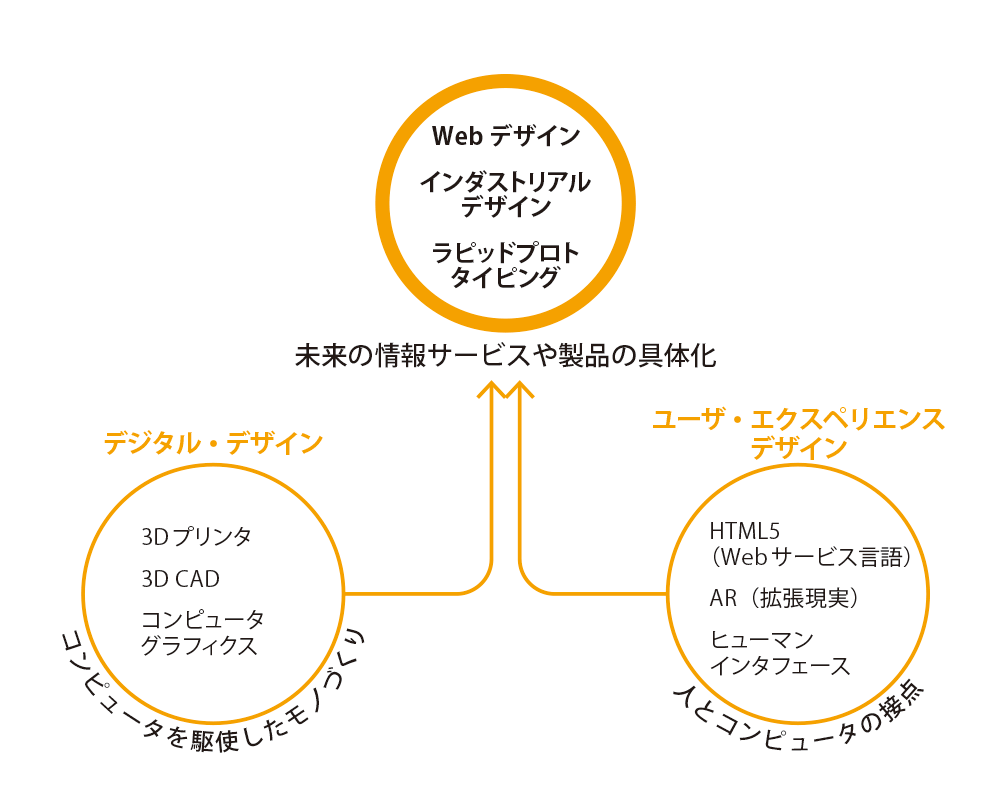 Web デザイン
インダストリアル
デザイン
ラピッドプロト
タイピング
未来の情報サービスや製品の具体化
デジタル・デザイン
3Dプリンタ
3D CAD
コンピュータ
グラフィクス
コンピュータを駆使したモノづくり
ユーザ・エクスペリエンス
デザイン
HTML5
（Webサービス言語）
AR（拡張現実）
ヒューマン
インタフェース
人とコンピュータの接点